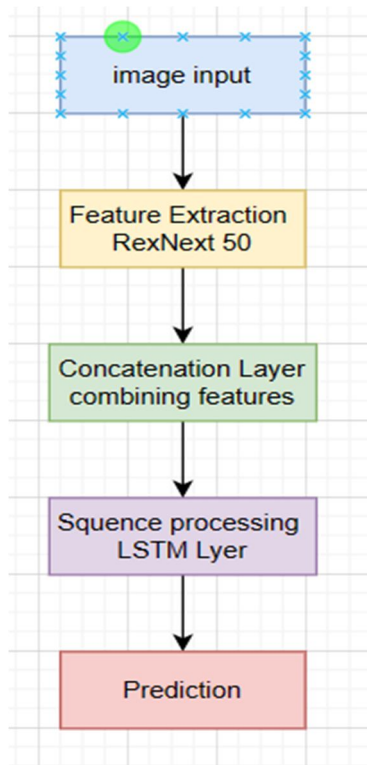 image input
Feature Extraction
RexNext 50
Concatenation Layer
combining features
Squence processing
LSTM Lyer
Prediction